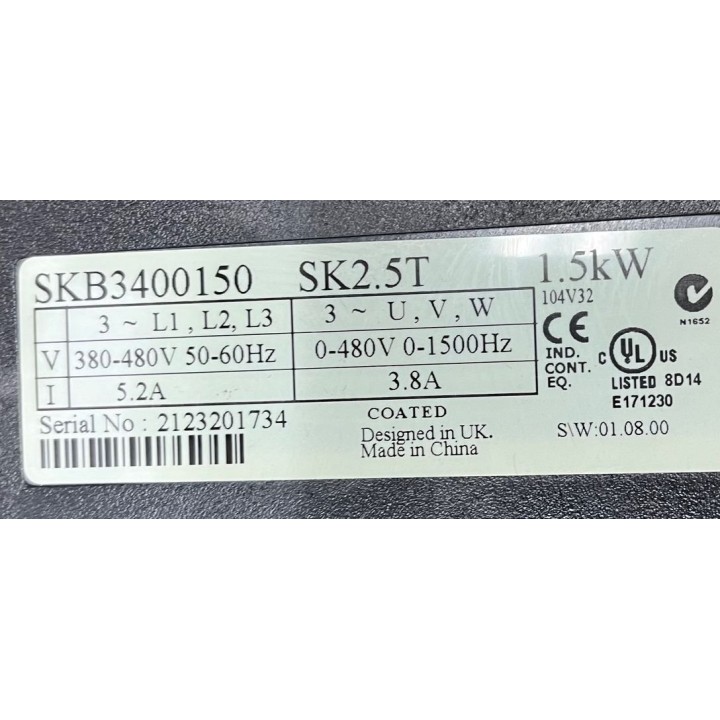 SKB3400150 SK2.5T 1.5kW
104V32
3 ~ L1 , L2, L3 3 ~ U , V , W
V 380-480V 50-60Hz 0-480V 0-1500Hz
I 5.2A 3.8A
CE
IND.
CONT.
EQ.
C UL US
LISTED 8D14
E171230
N1652
Serial No : 2123201734
COATED
Designed in UK.
Made in China
S\W:01.08.00